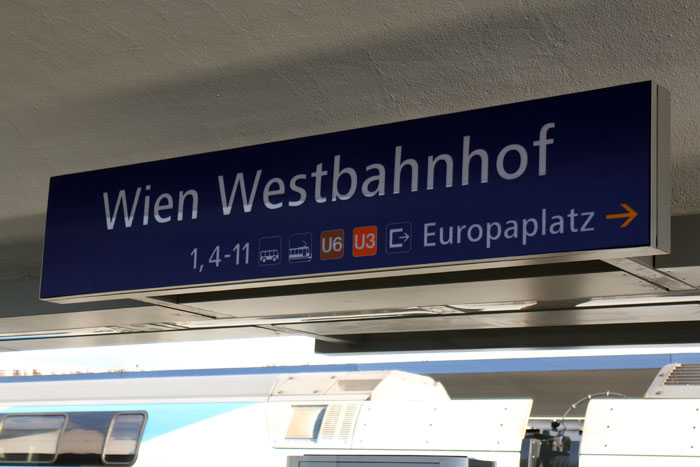 Wien Westbahnhof
1, 4-11 U6 U3 Europaplatz